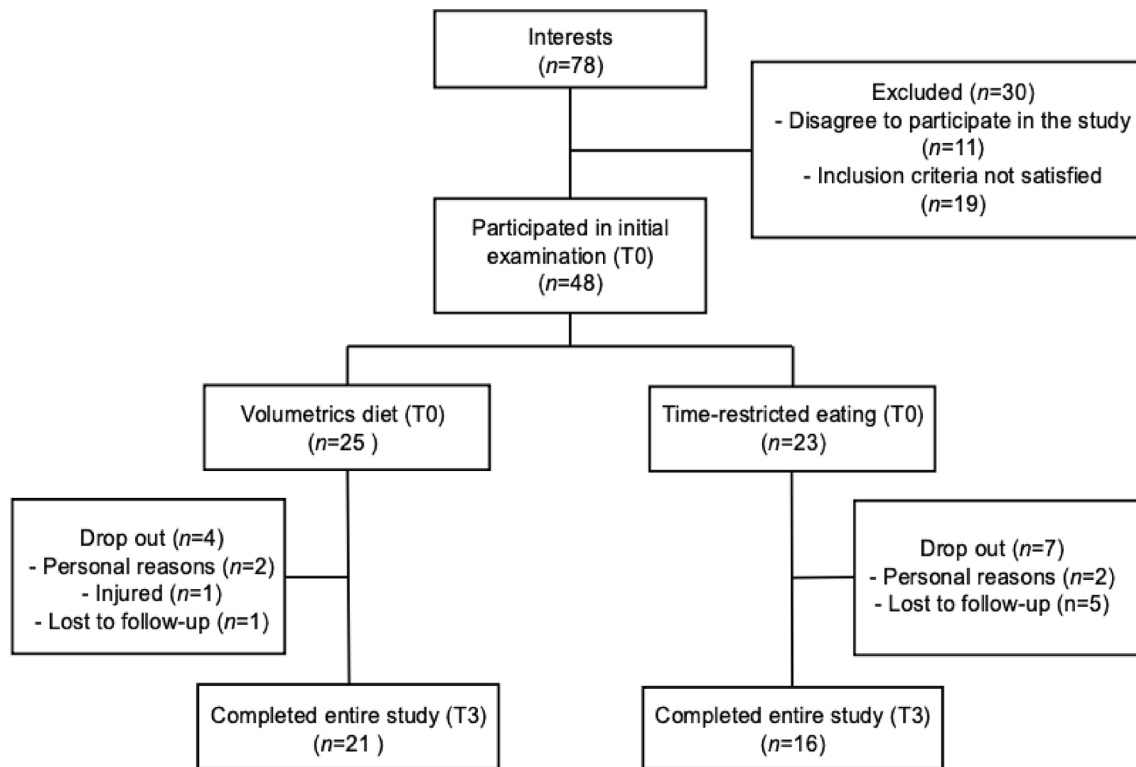 Interests
(n=78)
Excluded (n=30)
- Disagree to participate in the study
(n=11)
- Inclusion criteria not satisfied
(n=19)
Participated in initial
examination (T0)
(n=48)
Volumetrics diet (T0)
(n=25 )
Time-restricted eating (T0)
(n=23)
Drop out (n=4)
- Personal reasons (n=2)
- Injured (n=1)
- Lost to follow-up (n=1)
Drop out (n=7)
- Personal reasons (n=2)
- Lost to follow-up (n=5)
Completed entire study (T3)
(n=21 )
Completed entire study (T3)
(n=16)